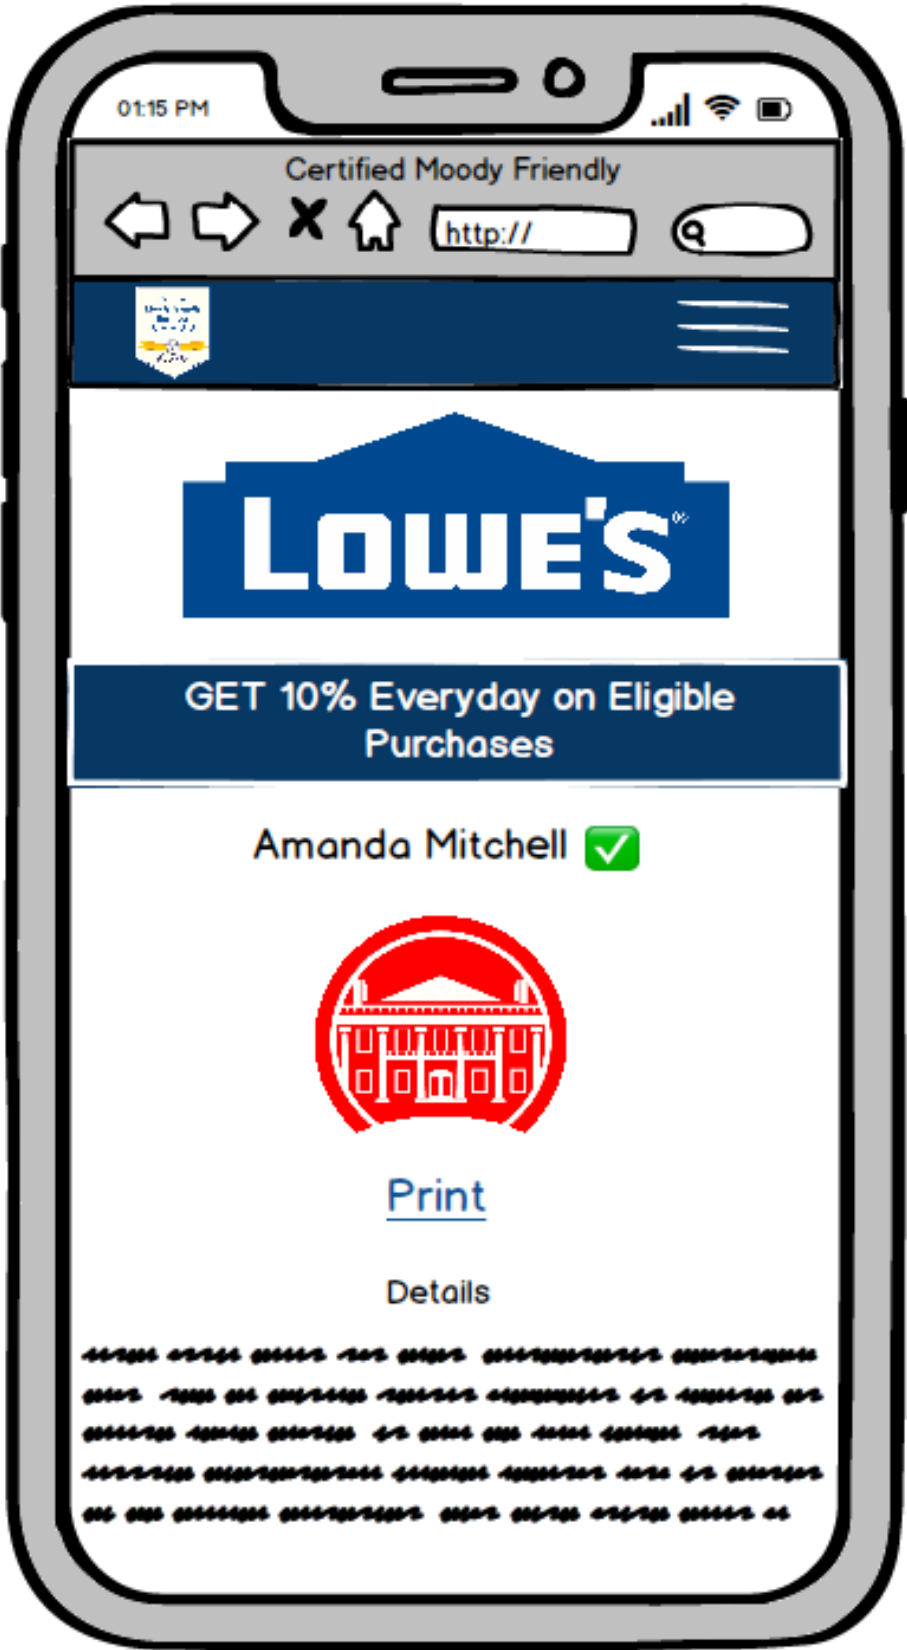 01:15 PM
Certified Moody Friendly
http://
LOWE'S®
GET 10% Everyday on Eligible
Purchases
Amanda Mitchell
Print
Details